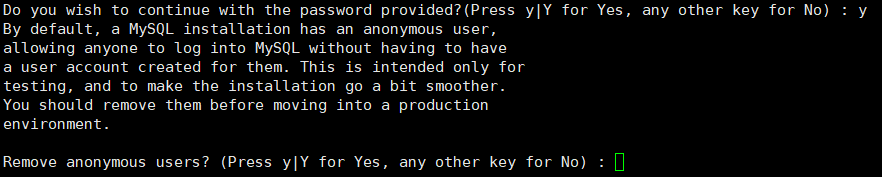 Do you wish to continue with the password provided?(Press y|Y for Yes, any other key for No) : y
By default, a MySQL installation has an anonymous user,
allowing anyone to log into MySQL without having to have
a user account created for them. This is intended only for
testing, and to make the installation go a bit smoother.
You should remove them before moving into a production
environment.
Remove anonymous users? (Press y|Y for Yes, any other key for No) :